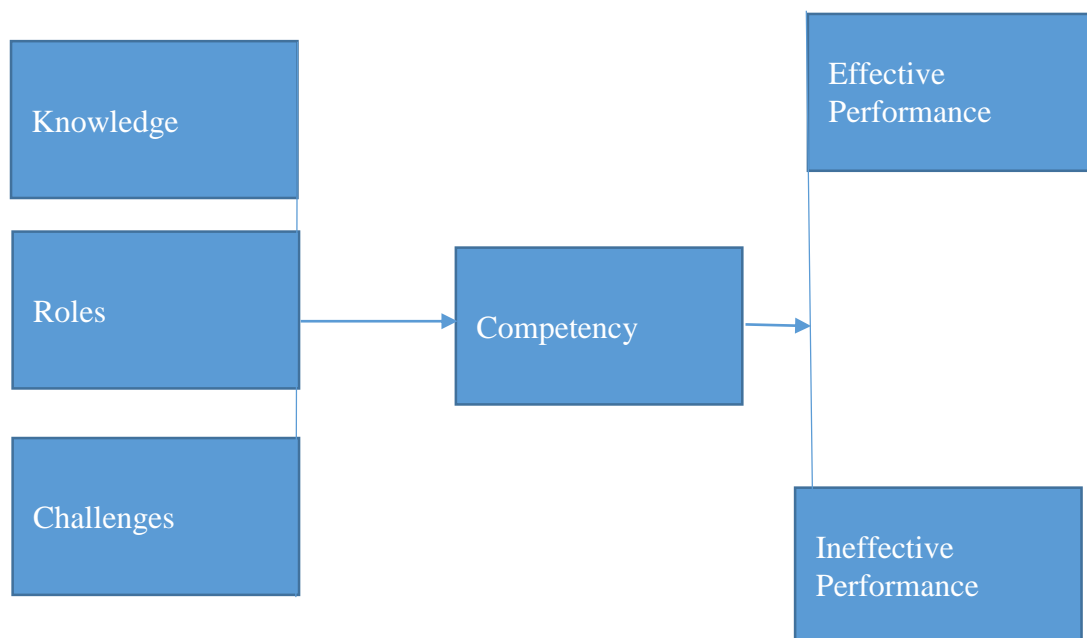 Knowledge
Roles
Challenges
Competency
Effective
Performance
Ineffective
Performance